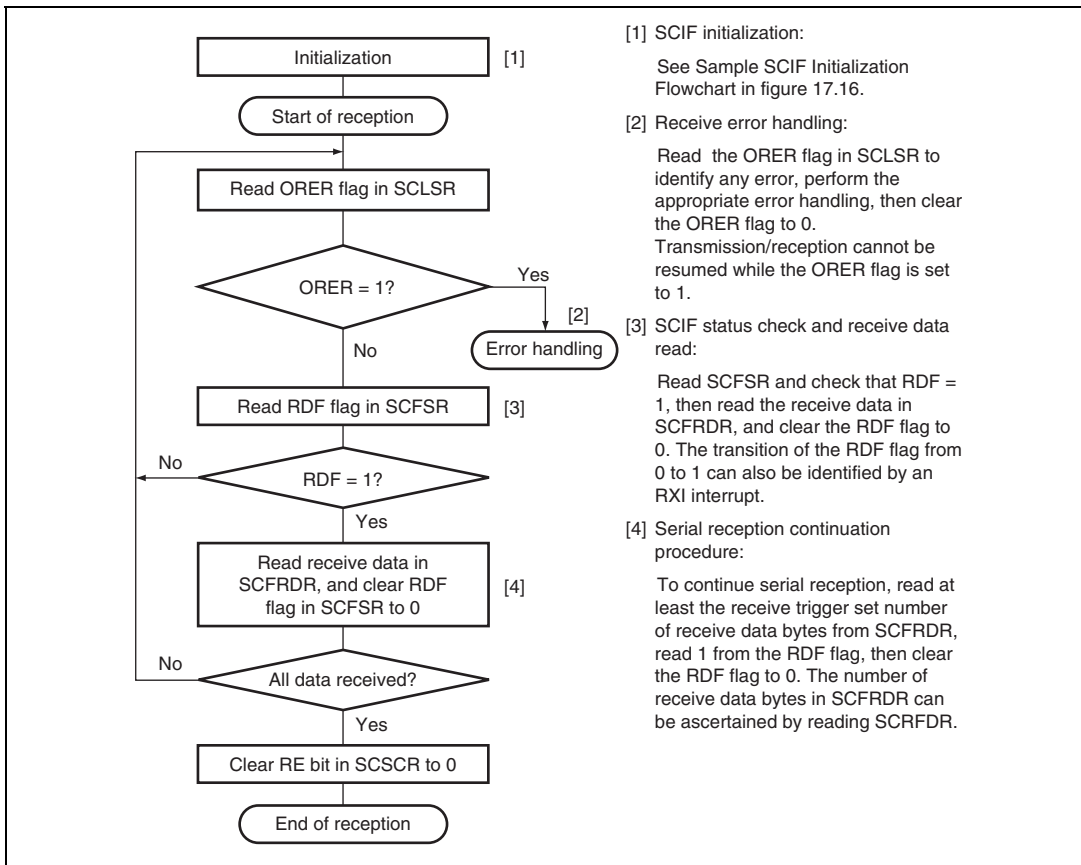 Initialization
[1]
Start of reception
Read ORER flag in SCLSR
ORER = 1?
Yes
[2]
Error handling
No
Read RDF flag in SCFSR
[3]
No
RDF = 1?
Yes
Read receive data in
SCFRDR, and clear RDF
flag in SCFSR to 0
[4]
No
All data received?
Yes
Clear RE bit in SCSCR to 0
End of reception
[1] SCIF initialization:
See Sample SCIF Initialization
Flowchart in figure 17.16.
[2] Receive error handling:
Read the ORER flag in SCLSR to
identify any error, perform the
appropriate error handling, then clear
the ORER flag to 0.
Transmission/reception cannot be
resumed while the ORER flag is set
to 1.
[3] SCIF status check and receive data
read:
Read SCFSR and check that RDF =
1, then read the receive data in
SCFRDR, and clear the RDF flag to
0. The transition of the RDF flag from
0 to 1 can also be identified by an
RXI interrupt.
[4] Serial reception continuation
procedure:
To continue serial reception, read at
least the receive trigger set number
of receive data bytes from SCFRDR,
read 1 from the RDF flag, then clear
the RDF flag to 0. The number of
receive data bytes in SCFRDR can
be ascertained by reading SCRFDR.